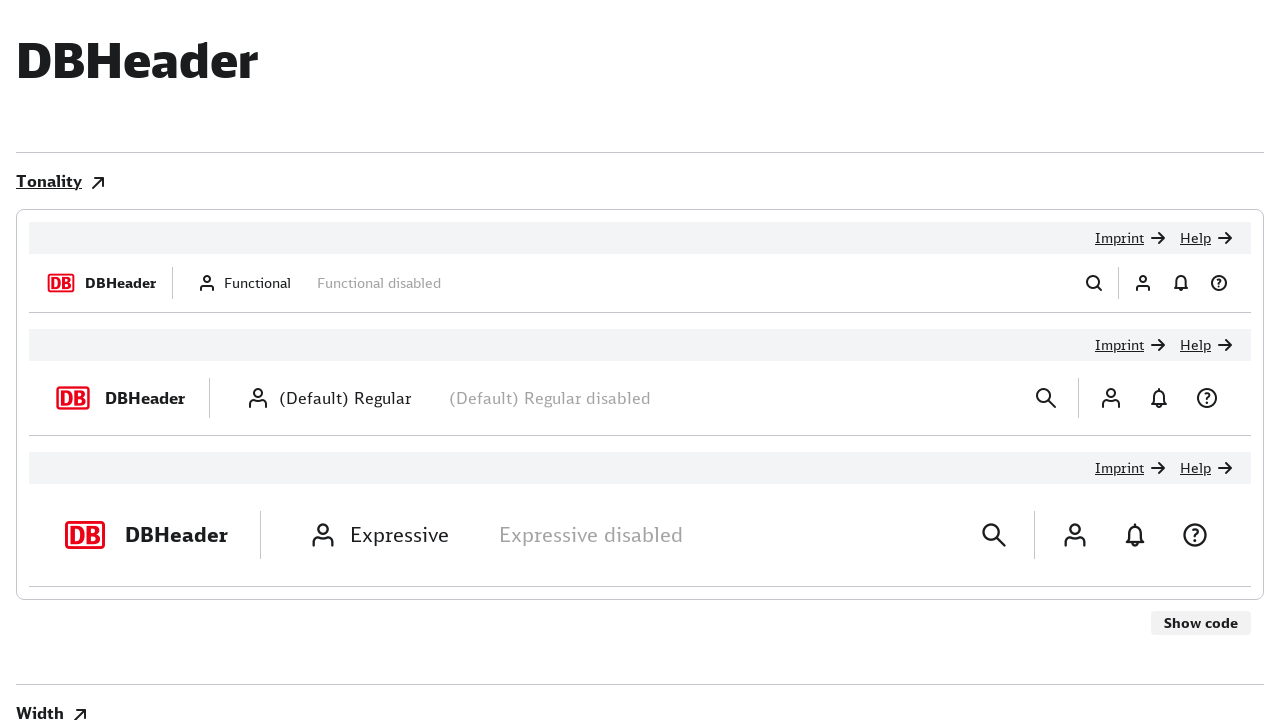 DBHeader
Tonality
Imprint Help
DB DBHeader Functional Functional disabled
Imprint Help
DB DBHeader (Default) Regular (Default) Regular disabled
Imprint Help
DB DBHeader Expressive Expressive disabled
Show code
Width